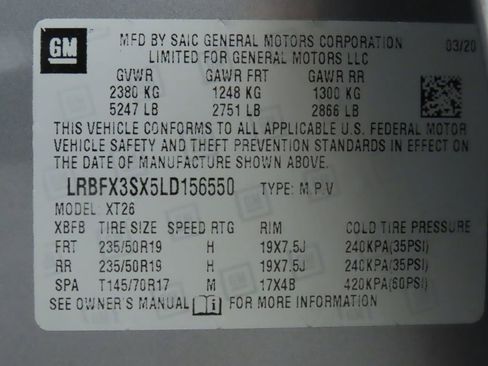 GM
MFD BY SAIC GENERAL MOTORS CORPORATION 03/20
LIMITED FOR GENERAL MOTORS LLC
GVWR GAWR FRT GAWR RR
2380 KG 1248 KG 1300 KG
5247 LB 2751 LB 2866 LB
THIS VEHICLE CONFORMS TO ALL APPLICABLE U.S. FEDERAL MOTOR
VEHICLE SAFETY AND THEFT PREVENTION STANDARDS IN EFFECT ON
THE DATE OF MANUFACTURE SHOWN ABOVE.
LRBFX3SX5LD156550 TYPE: M.P.V
MODEL: XT26
XBFB TIRE SIZE SPEED RTG RIM COLD TIRE PRESSURE
FRT 235/50R19 H 19X7.5J 240KPA(35PSI)
RR 235/50R19 H 19X7.5J 240KPA(35PSI)
SPA T145/70R17 M 17X4B 420KPA(60PSI)
SEE OWNER'S MANUAL FOR MORE INFORMATION